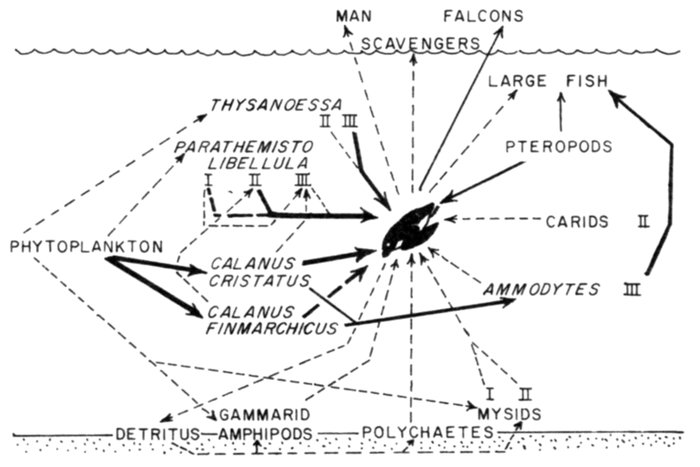 MAN FALCONS
SCAVENGERS
LARGE FISH
THYSANOESSA
II III
PTEROPODS
PARATHEMISTO
LIBELLULA
I II III
CARIDS II
PHYTOPLANKTON
CALANUS
CRISTATUS
AMMODYTES III
CALANUS
FINMARCHICUS
I II
MYSIDS
GAMMARID
AMPHIPODS
DETRITUS
POLYCHAETES